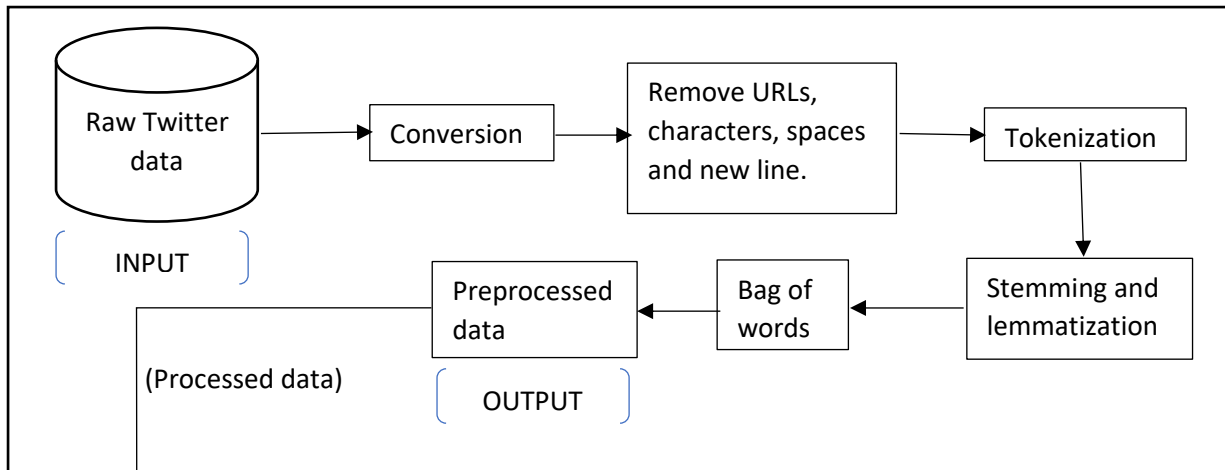 Raw Twitter
data
INPUT
Conversion
Remove URLs,
characters, spaces
and new line.
Tokenization
Stemming and
lemmatization
Bag of
words
Preprocessed
data
OUTPUT
(Processed data)